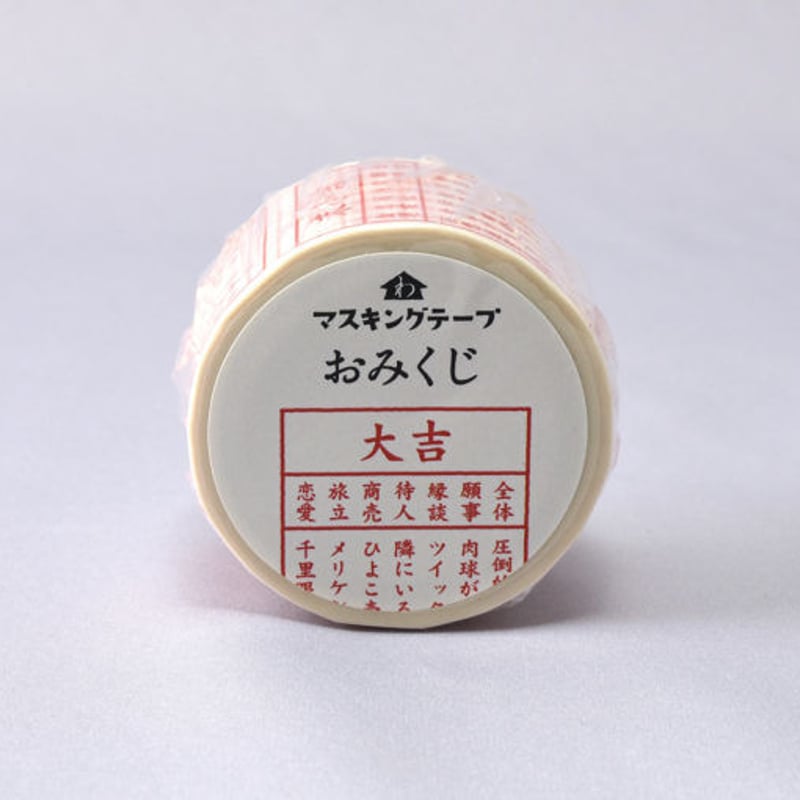 わ
マスキングテープ
おみくじ
大吉
全体
願事
縁談
待人
商売
旅立
恋愛
圧倒
肉球が
ツイッ
隣にいる
ひよこ
メリケ
千里眼